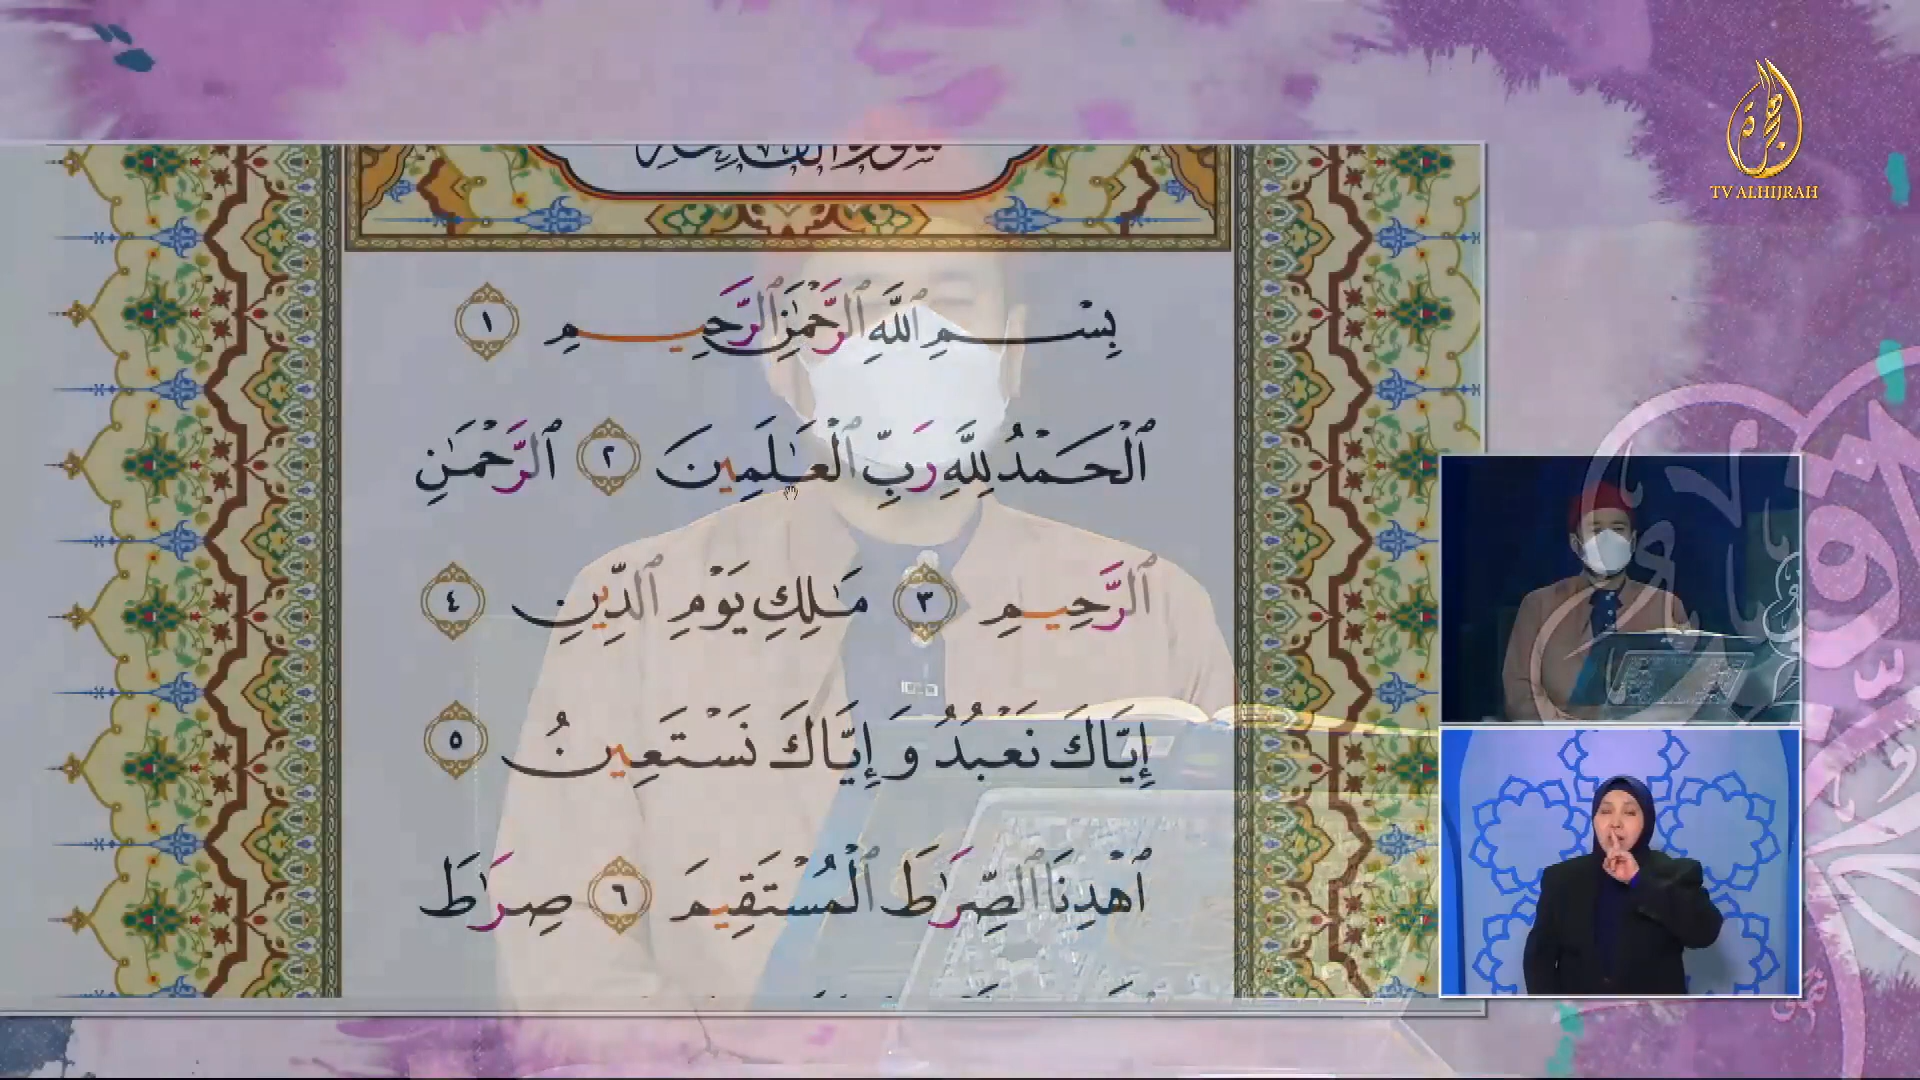 بِسْمِ ٱللَّهِ ٱلرَّحْمَٰنِ ٱلرَّحِيمِ ١
ٱلْحَمْدُ لِلَّهِ رَبِّ ٱلْعَٰلَمِينَ ٢ ٱلرَّحْمَٰنِ
ٱلرَّحِيمِ ٣ مَٰلِكِ يَوْمِ ٱلدِّينِ ٤
إِيَّاكَ نَعْبُدُ وَإِيَّاكَ نَسْتَعِينُ ٥
ٱهْدِنَا ٱلصِّرَٰطَ ٱلْمُسْتَقِيمَ ٦ صِرَٰطَ
TV ALHIJRAH